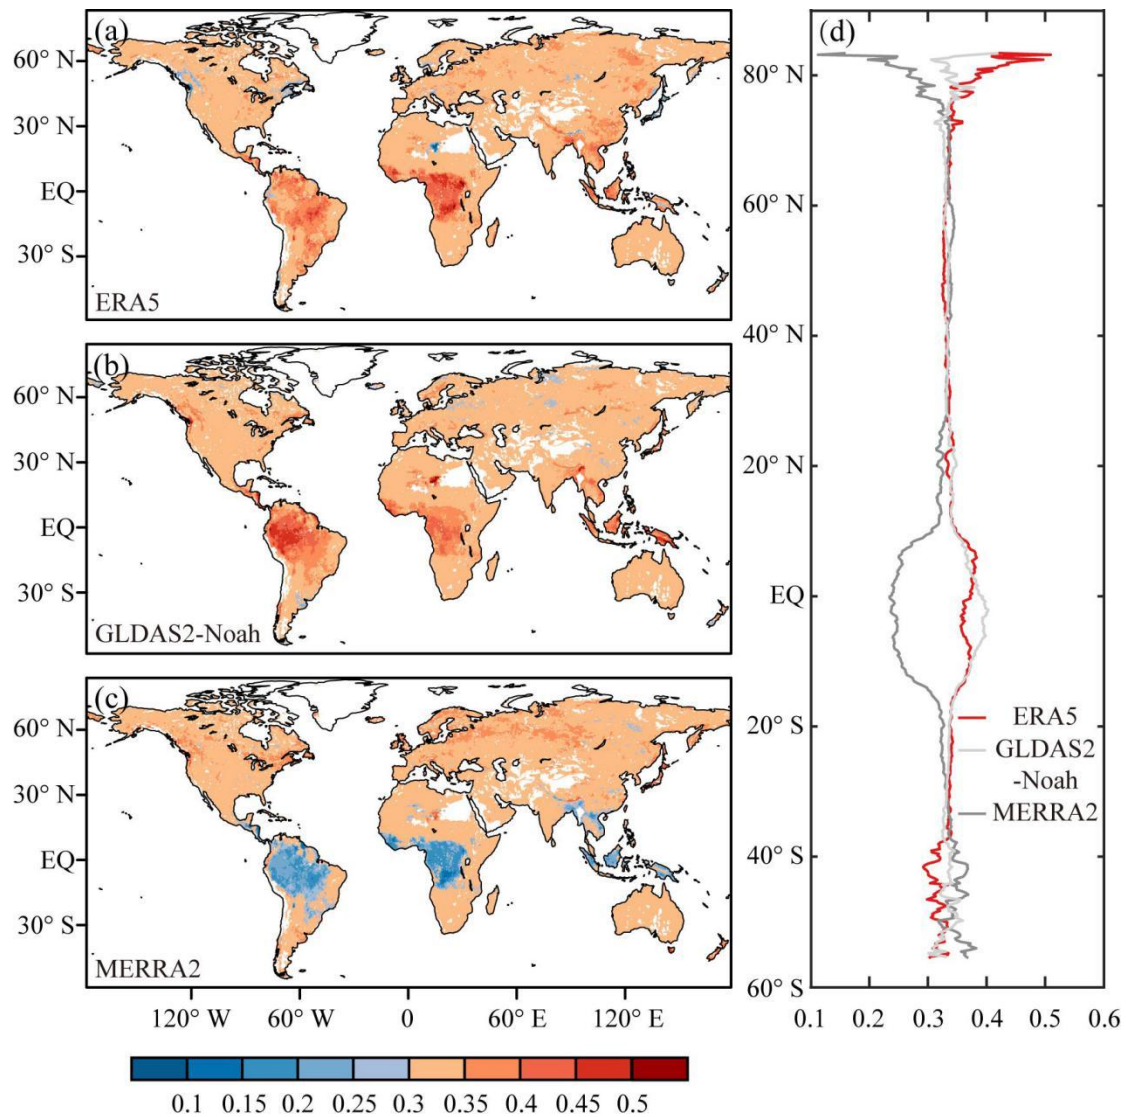 (a)
60° N
30° N
EQ
30° S
ERA5
(b)
60° N
30° N
EQ
30° S
GLDAS2-Noah
(c)
60° N
30° N
EQ
30° S
MERRA2
120° W 60° W 0 60° E 120° E
0.1 0.15 0.2 0.25 0.3 0.35 0.4 0.45 0.5
(d)
80° N
60° N
40° N
20° N
EQ
20° S
40° S
60° S
ERA5
GLDAS2
-Noah
MERRA2
0.1 0.2 0.3 0.4 0.5 0.6